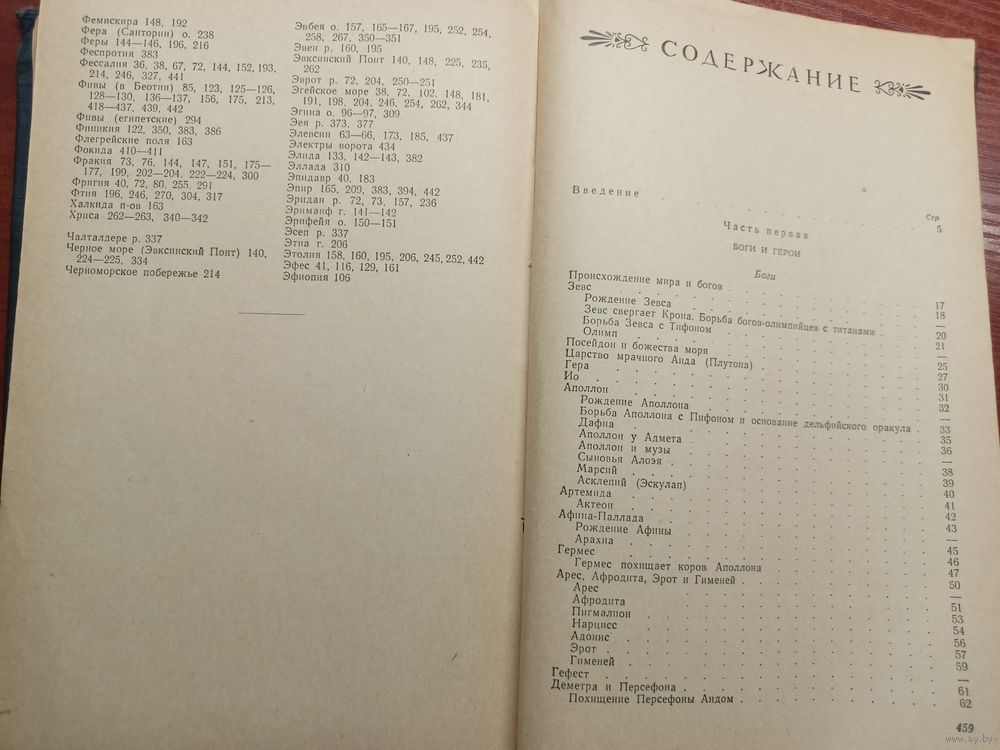 Фемискира 148, 192
Фера (Санторин) о. 238
Феры 144—146, 196, 216
Феспротия 383
Фессалия 36, 38, 67, 72, 144, 152, 193,
214, 246, 327, 441
Фивы (в Беотии) 85, 123, 125—126,
128—130, 136—137, 156, 175, 213,
418—437, 439, 442
Фивы (египетские) 294
Финикия 122, 350, 383, 386
Флегрейские поля 163
Фокида 410—411
Фракия 73, 76, 144, 147, 151, 175—
177, 199, 202—204, 222—224, 300
Фригия 40, 72, 80, 255, 291
Фтия 196, 246, 270, 304, 317
Халкида п-ов 163
Хриса 262—263, 340—342
Чалталдере р. 337
Черное море (Эвксинский Понт) 140,
224—225, 334
Черноморское побережье 214
Эвбея о. 157, 165—167, 195, 252, 254,
258, 267, 350—351
Эвен р. 160, 195
Эвксинский Понт 140, 148, 225, 235,
262
Эврот р. 72, 204, 250—251
Эгейское море 38, 72, 102, 148, 181,
191, 198, 204, 246, 254, 262, 344
Эгина о. 96—97, 309
Эея р. 373, 377
Элевсин 63—66, 173, 185, 437
Электры ворота 434
Элида 133, 142—143, 382
Эллада 310
Эпидавр 40, 183
Эпир 165, 209, 383, 394, 442
Эридан р. 72, 73, 157, 236
Эриманф г. 141—142
Эрифейя о. 150—151
Эсеп р. 337
Этна г. 206
Этолия 158, 160, 195, 206, 245, 252, 442
Эфес 41, 116, 129, 161
Эфиопия 106
СОДЕРЖАНИЕ
Стр
Введение 5
Часть первая
БОГИ И ГЕРОИ
Боги
Происхождение мира и богов 17
Зевс 18
Рождение Зевса —
Зевс свергает Крона. Борьба богов-олимпийцев с титанами 20
Борьба Зевса с Тифоном 21
Олимп —
Посейдон и божества моря 25
Царство мрачного Аида (Плутона) 27
Гера 30
Ио 31
Аполлон 32
Рождение Аполлона —
Борьба Аполлона с Пифоном и основание дельфийского оракула 33
Дафна 35
Аполлон у Адмета 36
Аполлон и музы —
Сыновья Алоэя 38
Марсий 39
Асклепий (Эскулап) 40
Артемида 41
Актеон 42
Афина-Паллада 43
Рождение Афины —
Арахна 45
Гермес 46
Гермес похищает коров Аполлона 47
Арес, Афродита, Эрот и Гименей 50
Арес —
Афродита 51
Пигмалион 53
Нарцисс 54
Адонис 56
Эрот 57
Гименей 59
Гефест —
Деметра и Персефона 61
Похищение Персефоны Аидом 62
459
www.ay.by